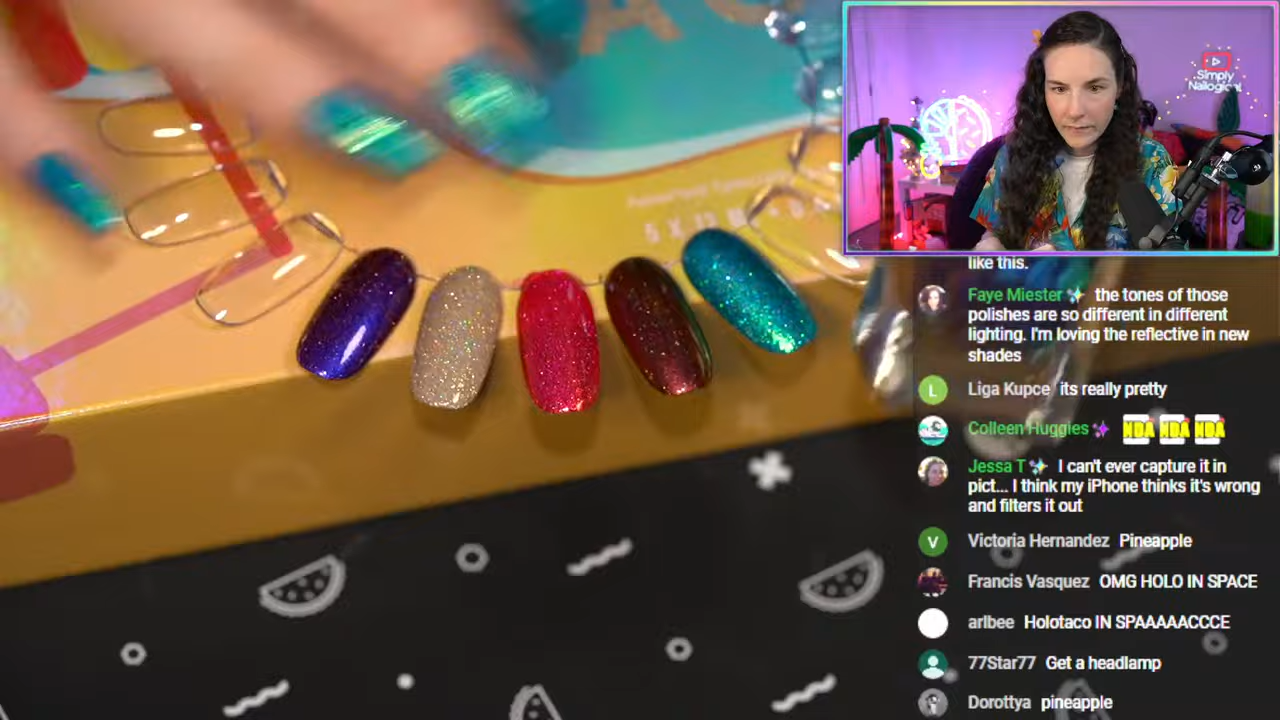 5 X 12 M
Simply
Nailogical
like this.
Faye Miester the tones of those
polishes are so different in different
lighting. I'm loving the reflective in new
shades
Liga Kupce its really pretty
Colleen Huggies
Jessa T I can't ever capture it in
pict... I think my iPhone thinks it's wrong
and filters it out
Victoria Hernandez Pineapple
Francis Vasquez OMG HOLO IN SPACE
arlbee Holotaco IN SPAAAAACCCE
77Star77 Get a headlamp
Dorottya pineapple